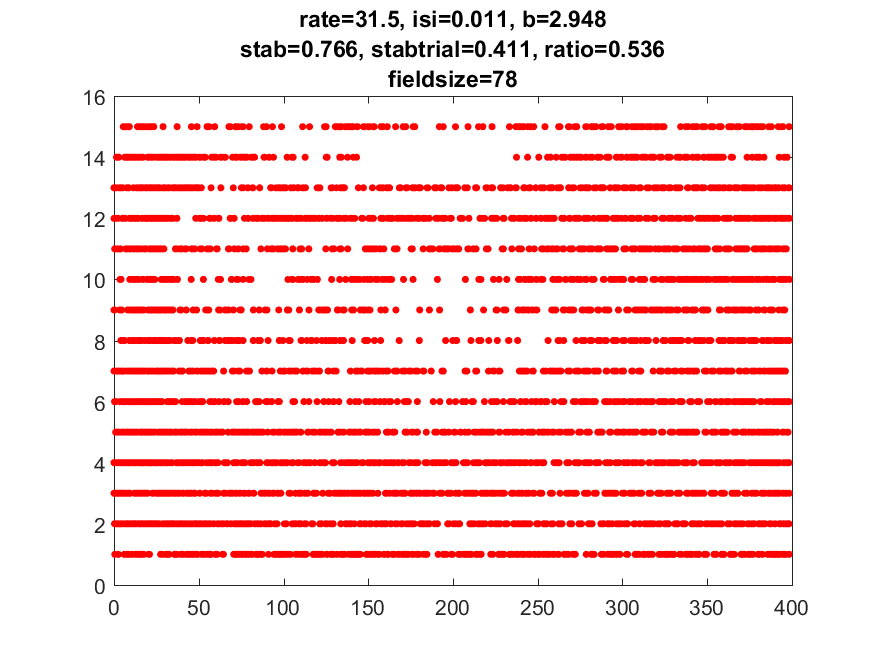 rate=31.5, isi=0.011, b=2.948
stab=0.766, stabtrial=0.411, ratio=0.536
fieldsize=78
16
14
12
10
8
6
4
2
0
0 50 100 150 200 250 300 350 400